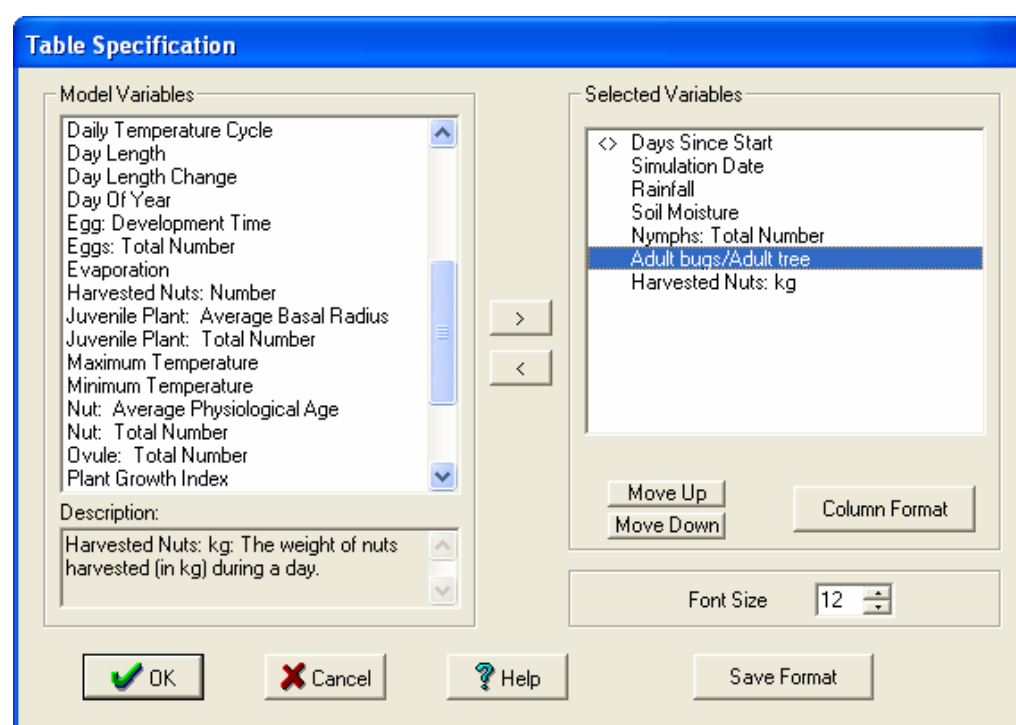 Table Specification
Model Variables
Daily Temperature Cycle
Day Length
Day Length Change
Day Of Year
Egg: Development Time
Eggs: Total Number
Evaporation
Harvested Nuts: Number
Juvenile Plant:  Average Basal Radius
Juvenile Plant:  Total Number
Maximum Temperature
Minimum Temperature
Nut:  Average Physiological Age
Nut:  Total Number
Ovule:  Total Number
Plant Growth Index
Description:
Harvested Nuts: kg: The weight of nuts
harvested (in kg) during a day.
>
<
Selected Variables
<> Days Since Start
Simulation Date
Rainfall
Soil Moisture
Nymphs: Total Number
Adult bugs/Adult tree
Harvested Nuts: kg
Move Up
Move Down
Column Format
Font Size 12
OK
Cancel
? Help
Save Format